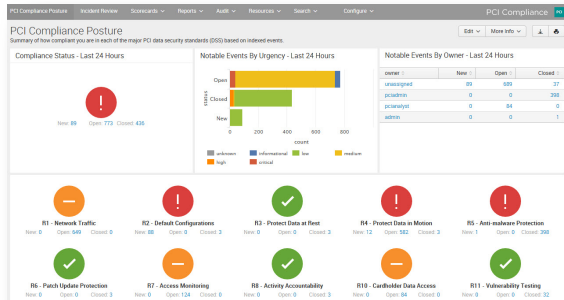 PCI Compliance Posture Incident Review Scorecards Reports Audit Resources Search Configure PCI Compliance PCI
PCI Compliance Posture
Edit More Info
Summary of how compliant you are in each of the major PCI data security standards (DSS) based on indexed events.
Compliance Status - Last 24 Hours
New: 89 Open: 773 Closed: 436
Notable Events By Urgency - Last 24 Hours
status
Open
Closed
New
0 200 400 600 800
count
unknown informational low medium
high critical
Notable Events By Owner - Last 24 Hours
owner New Open Closed
unassigned 89 689 37
pciadmin 0 0 398
pcianalyst 0 84 0
admin 0 0 1
R1 - Network Traffic R2 - Default Configurations R3 - Protect Data at Rest R4 - Protect Data in Motion R5 - Anti-malware Protection
New: 0 Open: 649 Closed: 0 New: 88 Open: 0 Closed: 3 New: 0 Open: 0 Closed: 3 New: 12 Open: 582 Closed: 3 New: 1 Open: 0 Closed: 398
R6 - Patch Update Protection R7 - Access Monitoring R8 - Activity Accountability R10 - Cardholder Data Access R11 - Vulnerability Testing
New: 0 Open: 0 Closed: 3 New: 0 Open: 124 Closed: 0 New: 0 Open: 0 Closed: 3 New: 0 Open: 84 Closed: 0 New: 0 Open: 0 Closed: 32